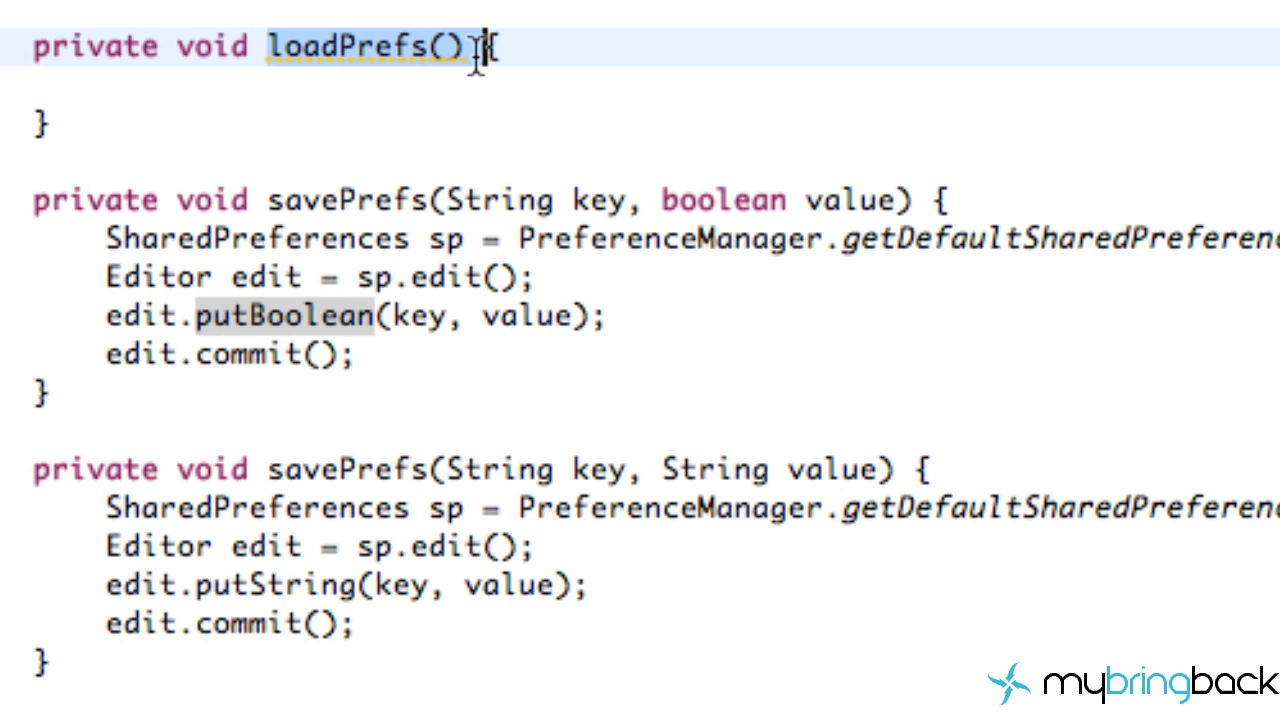 private void loadPrefs() {
}
private void savePrefs(String key, boolean value) {
SharedPreferences sp = PreferenceManager.getDefaultSharedPreferenc
Editor edit = sp.edit();
edit.putBoolean(key, value);
edit.commit();
}
private void savePrefs(String key, String value) {
SharedPreferences sp = PreferenceManager.getDefaultSharedPreferenc
Editor edit = sp.edit();
edit.putString(key, value);
edit.commit();
}
mybringback